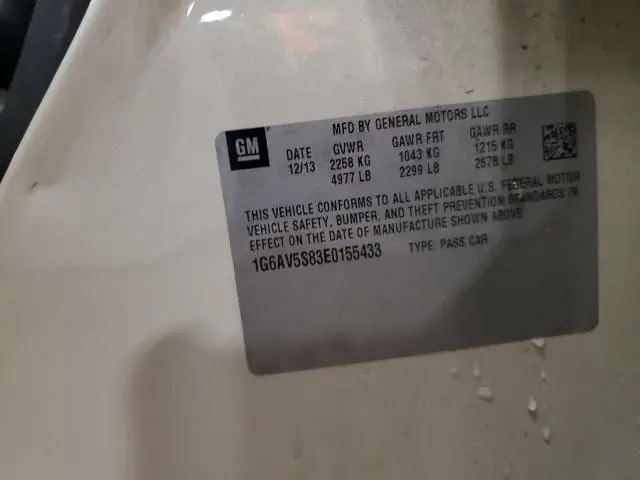 MFD BY GENERAL MOTORS LLC
GM
DATE GVWR GAWR FRT GAWR RR
12/13 2258 KG 1043 KG 1215 KG
4977 LB 2299 LB 2678 LB
THIS VEHICLE CONFORMS TO ALL APPLICABLE U.S. FEDERAL MOTOR
VEHICLE SAFETY, BUMPER, AND THEFT PREVENTION STANDARDS IN
EFFECT ON THE DATE OF MANUFACTURE SHOWN ABOVE
1G6AV5S83E0155433 TYPE: PASS CAR